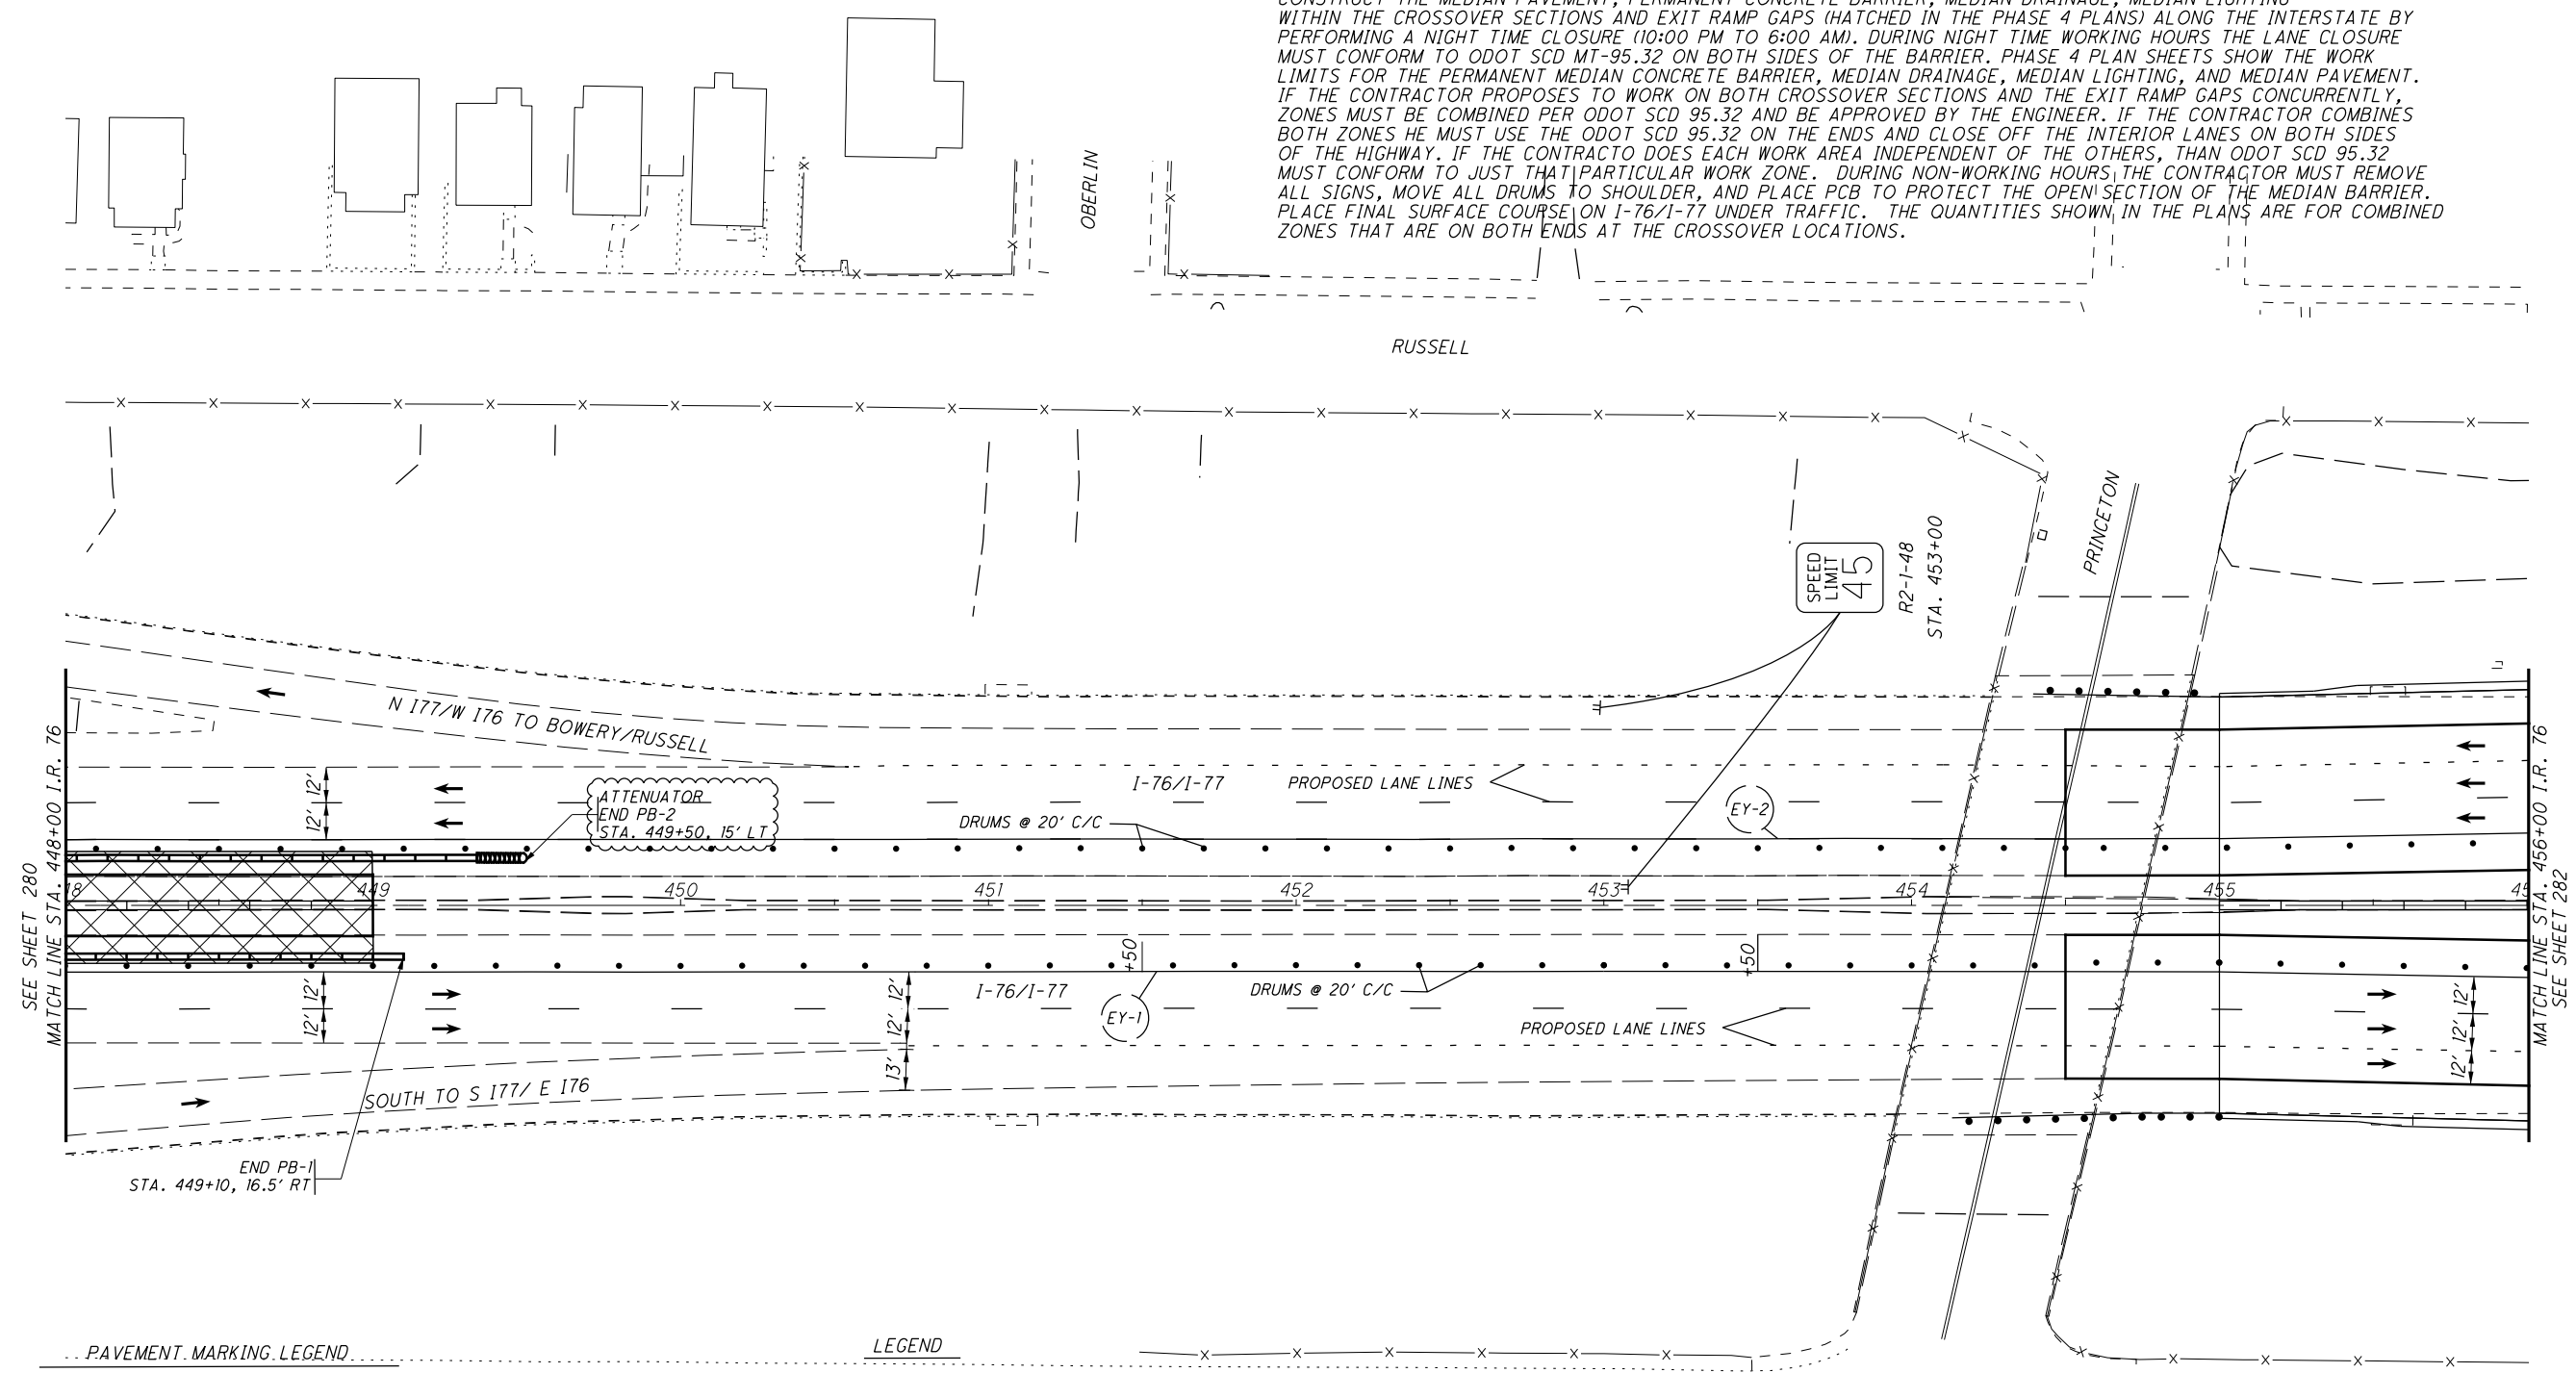 CONSTRUCT THE MEDIAN PAVEMENT, PERMANENT CONCRETE BARRIER, MEDIAN DRAINAGE, MEDIAN LIGHTING
WITHIN THE CROSSOVER SECTIONS AND EXIT RAMP GAPS (HATCHED IN THE PHASE 4 PLANS) ALONG THE INTERSTATE BY
PERFORMING A NIGHT TIME CLOSURE (10:00 PM TO 6:00 AM). DURING NIGHT TIME WORKING HOURS THE LANE CLOSURE
MUST CONFORM TO ODOT SCD MT-95.32 ON BOTH SIDES OF THE BARRIER. PHASE 4 PLAN SHEETS SHOW THE WORK
LIMITS FOR THE PERMANENT MEDIAN CONCRETE BARRIER, MEDIAN DRAINAGE, MEDIAN LIGHTING, AND MEDIAN PAVEMENT.
IF THE CONTRACTOR PROPOSES TO WORK ON BOTH CROSSOVER SECTIONS AND THE EXIT RAMP GAPS CONCURRENTLY,
ZONES MUST BE COMBINED PER ODOT SCD 95.32 AND BE APPROVED BY THE ENGINEER. IF THE CONTRACTOR COMBINES
BOTH ZONES HE MUST USE THE ODOT SCD 95.32 ON THE ENDS AND CLOSE OFF THE INTERIOR LANES ON BOTH SIDES
OF THE HIGHWAY. IF THE CONTRACTO DOES EACH WORK AREA INDEPENDENT OF THE OTHERS, THAN ODOT SCD 95.32
MUST CONFORM TO JUST THAT PARTICULAR WORK ZONE. DURING NON-WORKING HOURS THE CONTRACTOR MUST REMOVE
ALL SIGNS, MOVE ALL DRUMS TO SHOULDER, AND PLACE PCB TO PROTECT THE OPEN SECTION OF THE MEDIAN BARRIER.
PLACE FINAL SURFACE COURSE ON I-76/I-77 UNDER TRAFFIC. THE QUANTITIES SHOWN IN THE PLANS ARE FOR COMBINED
ZONES THAT ARE ON BOTH ENDS AT THE CROSSOVER LOCATIONS.
OBERLIN
RUSSELL
PRINCETON
SPEED
LIMIT
45
R2-1-48
STA. 453+00
N I77/W I76 TO BOWERY/RUSSELL
12'
12'
ATTENUATOR
END PB-2
STA. 449+50, 15' LT
I-76/I-77
PROPOSED LANE LINES
DRUMS @ 20' C/C
EY-2
SEE SHEET 280
MATCH LINE STA. 448+00 I.R. 76
449
450
451
452
453
454
455
MATCH LINE STA. 456+00 I.R. 76
SEE SHEET 282
+50
+50
12'
12'
12'
12'
13'
I-76/I-77
EY-1
DRUMS @ 20' C/C
PROPOSED LANE LINES
12'
12'
12'
SOUTH TO S I77/ E I76
END PB-1
STA. 449+10, 16.5' RT
PAVEMENT MARKING LEGEND
LEGEND